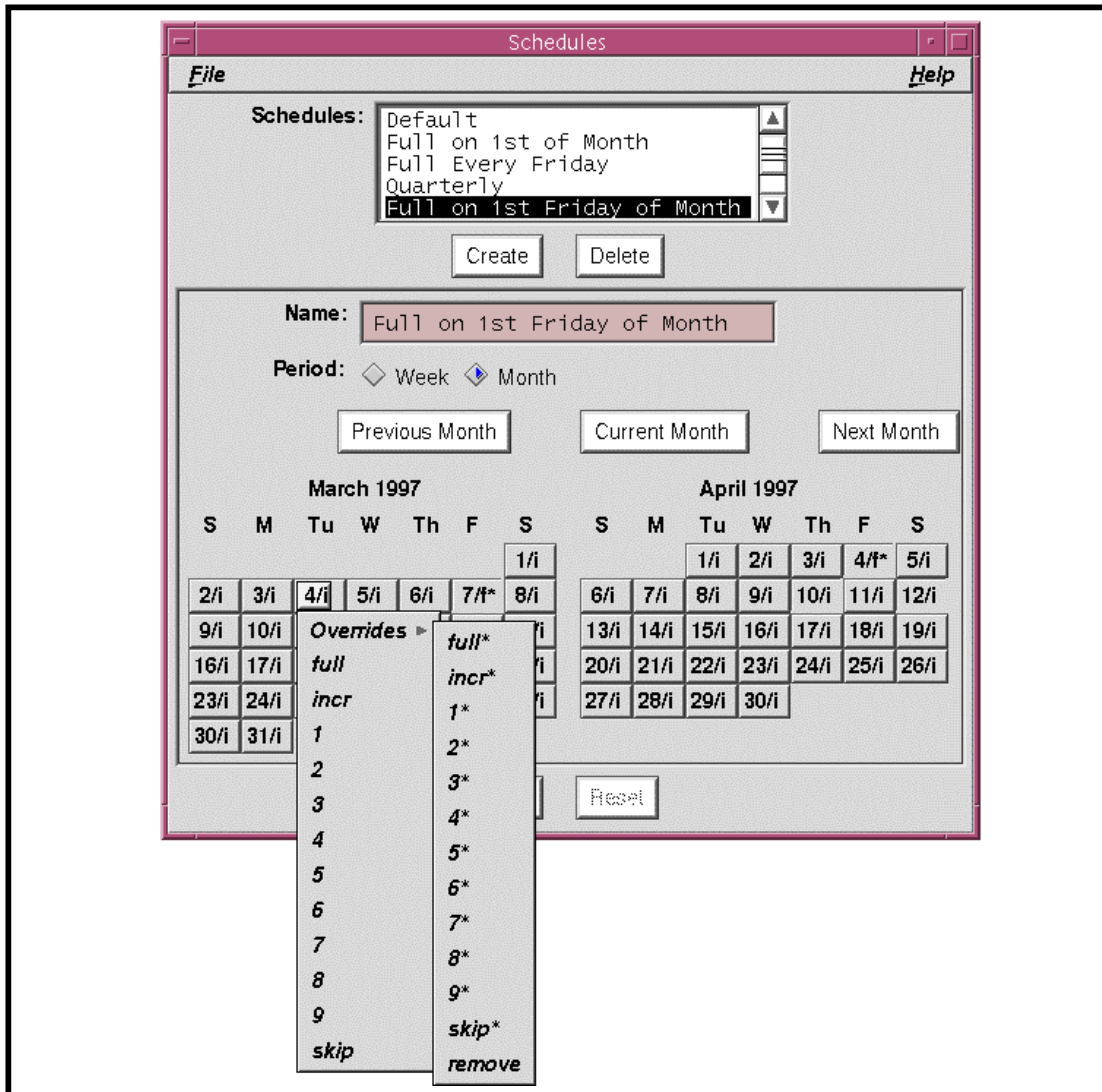 Schedules
File Help
Schedules:
Default
Full on 1st of Month
Full Every Friday
Quarterly
Full on 1st Friday of Month
Create Delete
Name: Full on 1st Friday of Month
Period: Week Month
Previous Month Current Month Next Month
March 1997 April 1997
S M Tu W Th F S S M Tu W Th F S
1/i 1/i 2/i 3/i 4/f* 5/i
2/i 3/i 4/i 5/i 6/i 7/f* 8/i 6/i 7/i 8/i 9/i 10/i 11/i 12/i
9/i 10/i 13/i 14/i 15/i 16/i 17/i 18/i 19/i
16/i 17/i 20/i 21/i 22/i 23/i 24/i 25/i 26/i
23/i 24/i 27/i 28/i 29/i 30/i
30/i 31/i
Reset
Overrides
full
incr
1
2
3
4
5
6
7
8
9
skip
full*
incr*
1*
2*
3*
4*
5*
6*
7*
8*
9*
skip*
remove